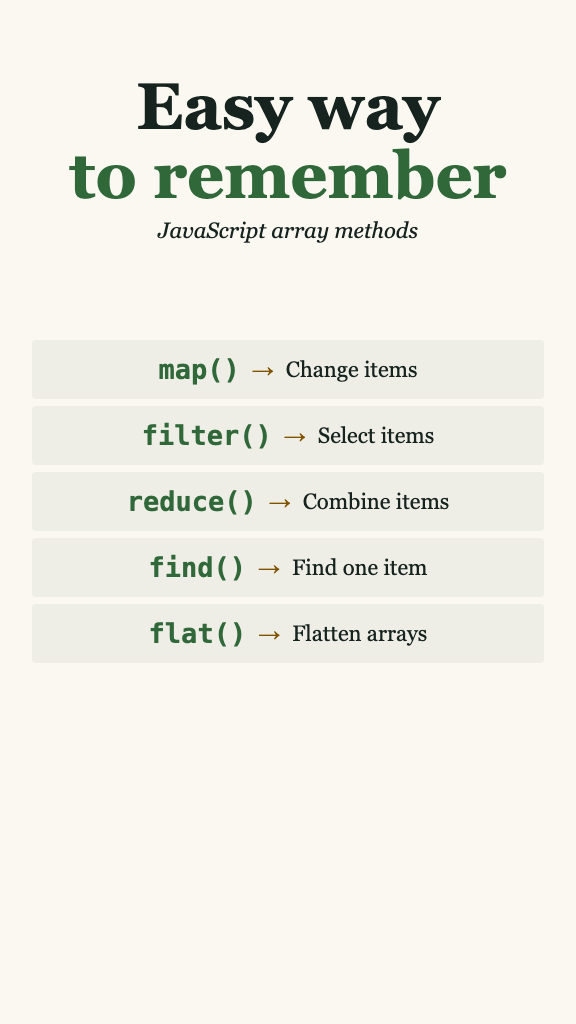 Easy way
to remember
JavaScript array methods
map() → Change items
filter() → Select items
reduce() → Combine items
find() → Find one item
flat() → Flatten arrays